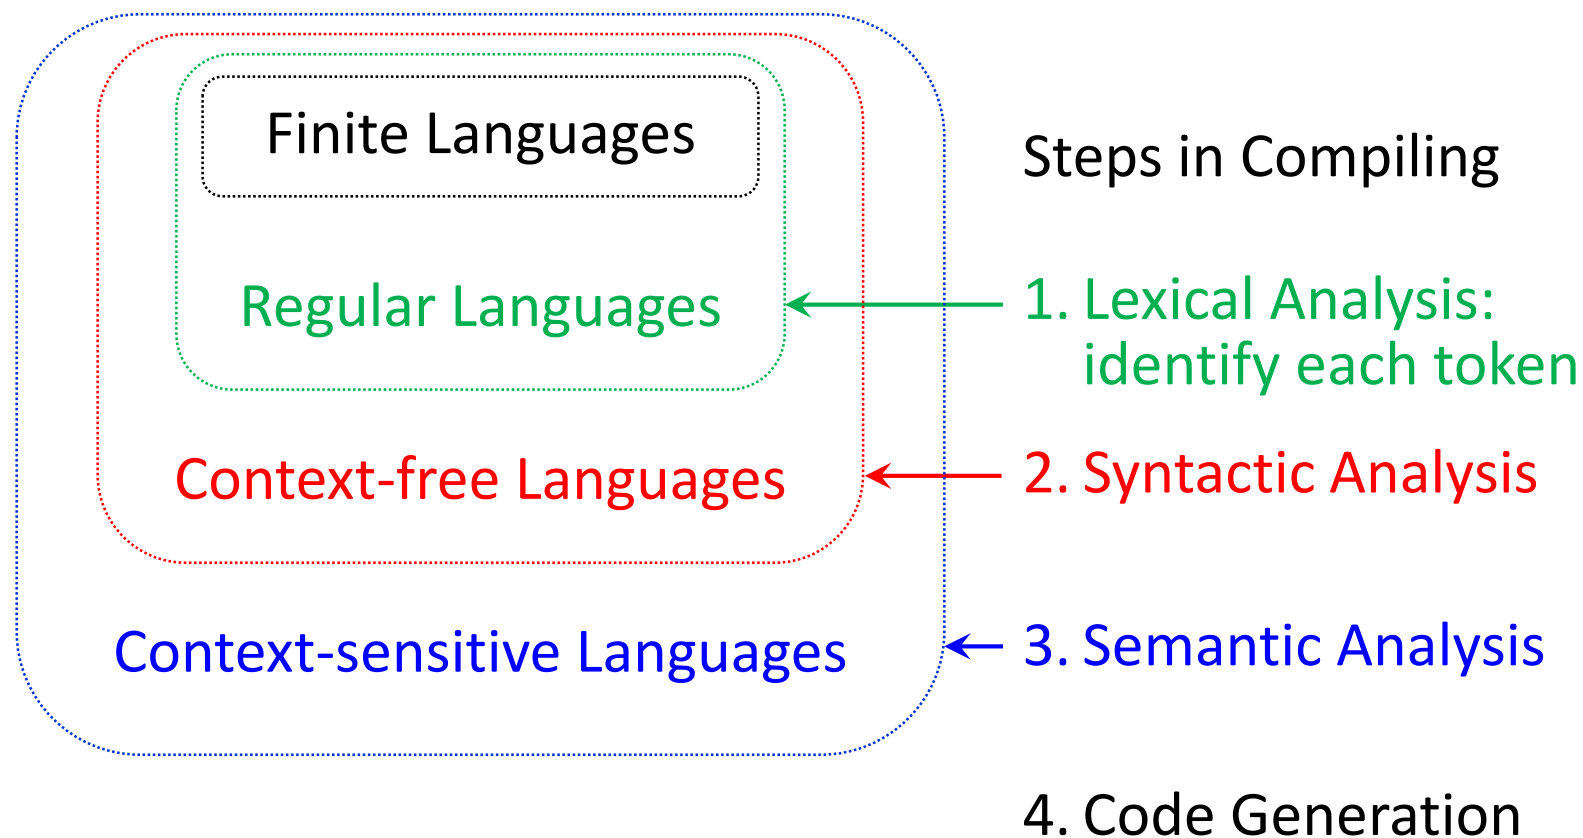 Finite Languages
Regular Languages
Context-free Languages
Context-sensitive Languages
Steps in Compiling
1. Lexical Analysis:
identify each token
2. Syntactic Analysis
3. Semantic Analysis
4. Code Generation